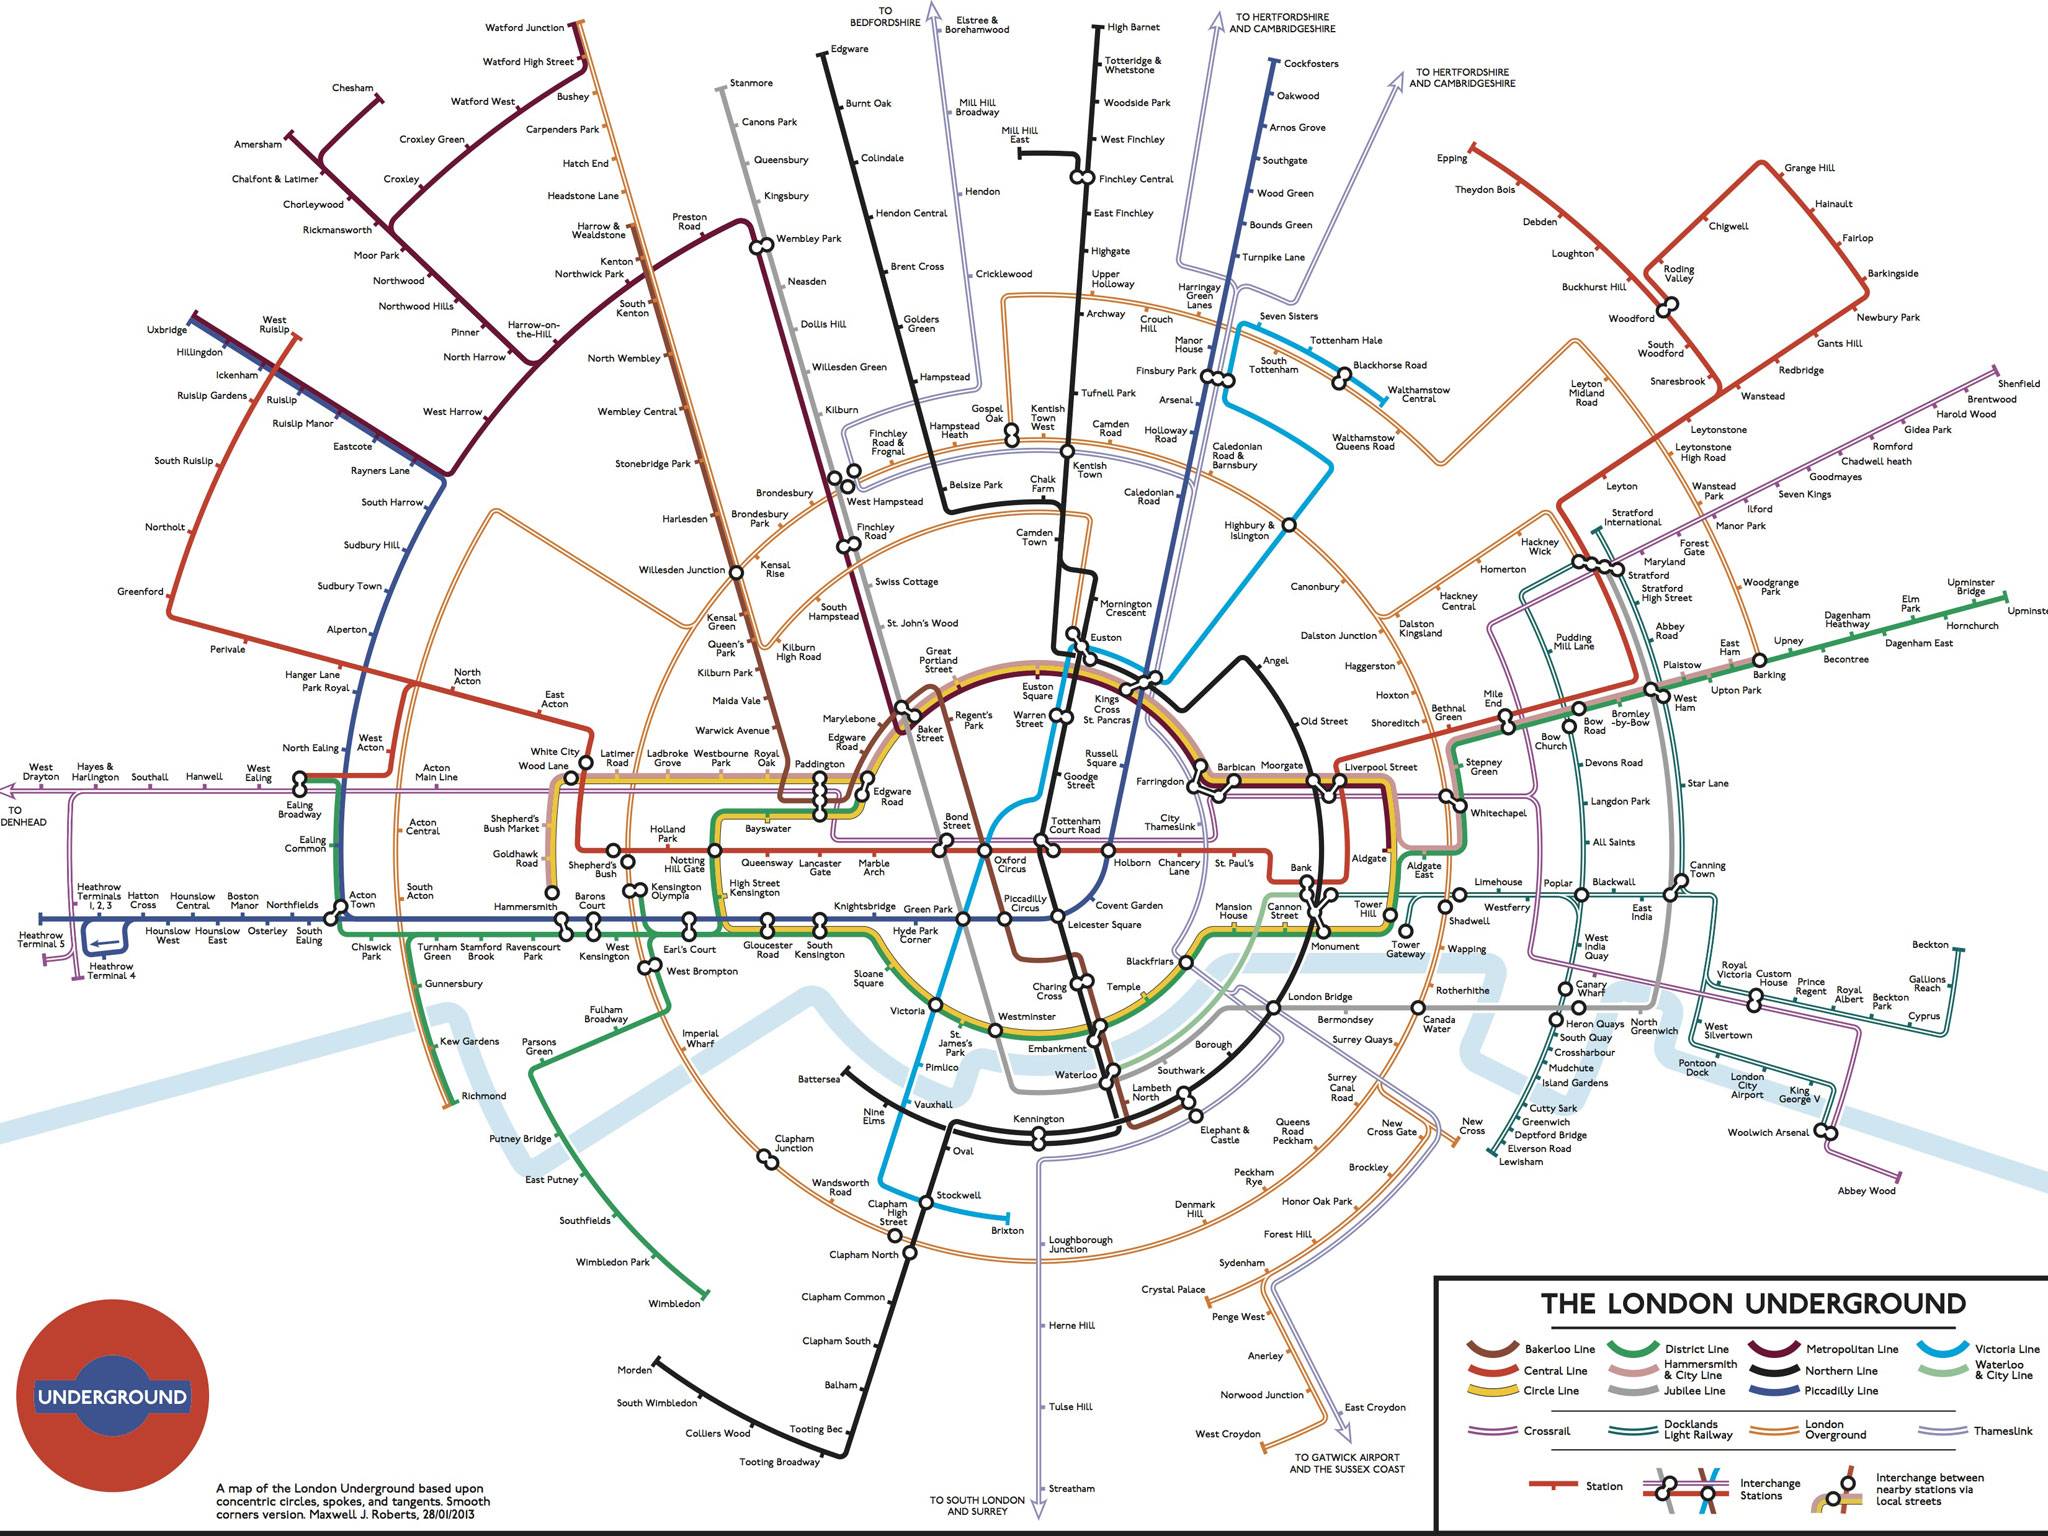 TO
BEDFORDSHIRE
Elstree &
Borehamwood
Mill Hill
Broadway
Hendon
Cricklewood
TO HERTFORDSHIRE
AND CAMBRIDGESHIRE
TO HERTFORDSHIRE
AND CAMBRIDGESHIRE
Watford Junction
Watford High Street
Bushey
Carpenders Park
Hatch End
Headstone Lane
Harrow &
Wealdstone
Kenton
Northwick Park
South
Kenton
North Wembley
Wembley Central
Stonebridge Park
Harlesden
Willesden Junction
Kensal
Green
Queen's
Park
Kilburn Park
Maida Vale
Warwick Avenue
Chesham
Amersham
Chalfont & Latimer
Chorleywood
Rickmansworth
Watford West
Croxley Green
Croxley
Moor Park
Northwood
Northwood Hills
Pinner
North Harrow
Harrow-on-
the-Hill
West Harrow
Preston
Road
Uxbridge
Hillingdon
Ickenham
Ruislip
Ruislip Manor
Eastcote
Rayners Lane
West
Ruislip
Ruislip Gardens
South Ruislip
Northolt
Greenford
Perivale
Hanger Lane
Park Royal
North
Acton
East
Acton
West
Acton
South Harrow
Sudbury Hill
Sudbury Town
Alperton
North Ealing
Stanmore
Canons Park
Queensbury
Kingsbury
Wembley Park
Neasden
Dollis Hill
Willesden Green
Kilburn
West Hampstead
Finchley
Road
Swiss Cottage
St. John's Wood
Edgware
Burnt Oak
Colindale
Hendon Central
Brent Cross
Golders
Green
Hampstead
Belsize Park
Chalk
Farm
Camden
Town
Mornington
Crescent
Euston
High Barnet
Totteridge &
Whetstone
Woodside Park
West Finchley
Mill Hill
East
Finchley Central
East Finchley
Highgate
Archway
Tufnell Park
Kentish
Town
Upper
Holloway
Crouch
Hill
Harringay
Green
Lanes
Gospel
Oak
Kentish
Town
West
Camden
Road
Hampstead
Heath
Finchley
Road &
Frognal
Brondesbury
Brondesbury
Park
Kensal
Rise
South
Hampstead
Kilburn
High Road
Caledonian
Road &
Barnsbury
Cockfosters
Oakwood
Arnos Grove
Southgate
Wood Green
Bounds Green
Turnpike Lane
Manor
House
Finsbury Park
Arsenal
Holloway
Road
Caledonian
Road
Seven Sisters
Tottenham Hale
Blackhorse Road
Walthamstow
Central
South
Tottenham
Walthamstow
Queens Road
Highbury &
Islington
Canonbury
Dalston Junction
Dalston
Kingsland
Hackney
Central
Homerton
Hackney
Wick
Haggerston
Hoxton
Shoreditch
Leyton
Midland
Road
Leytonstone
High Road
Wanstead
Park
Woodgrange
Park
Epping
Theydon Bois
Debden
Loughton
Buckhurst Hill
Woodford
South
Woodford
Snaresbrook
Roding
Valley
Chigwell
Grange Hill
Hainault
Fairlop
Barkingside
Newbury Park
Gants Hill
Redbridge
Wanstead
Leytonstone
Leyton
Stratford
International
Stratford
Stratford
High Street
Abbey
Road
Shenfield
Brentwood
Harold Wood
Gidea Park
Romford
Chadwell heath
Goodmayes
Seven Kings
Ilford
Manor Park
Forest
Gate
Maryland
Upminster
Bridge
Upminste
Hornchurch
Elm
Park
Dagenham East
Dagenham
Heathway
Becontree
Upney
Barking
East
Ham
Upton Park
Plaistow
West
Ham
Bromley
-by-Bow
Bow
Road
Bow
Church
Pudding
Mill Lane
Mile
End
Bethnal
Green
Stepney
Green
Whitechapel
Devons Road
Langdon Park
All Saints
Star Lane
Canning
Town
West
Drayton
Hayes &
Harlington
Southall
Hanwell
West
Ealing
Ealing
Broadway
TO
DENHEAD
Ealing
Common
Acton
Town
Acton
Main Line
Acton
Central
South
Acton
Heathrow
Terminals
1, 2, 3
Hatton
Cross
Hounslow
Central
Boston
Manor
Northfields
Heathrow
Terminal 5
Heathrow
Terminal 4
Hounslow
West
Hounslow
East
Osterley
South
Ealing
Chiswick
Park
Turnham
Green
Stamford
Brook
Ravenscourt
Park
Hammersmith
Barons
Court
West
Kensington
Earl's Court
Gloucester
Road
South
Kensington
Gunnersbury
Kew Gardens
Richmond
White City
Wood Lane
Shepherd's
Bush Market
Goldhawk
Road
Latimer
Road
Ladbroke
Grove
Westbourne
Park
Royal
Oak
Paddington
Bayswater
Edgware
Road
Edgware
Road
Marylebone
Baker
Street
Great
Portland
Street
Regent's
Park
Euston
Square
Warren
Street
Kings
Cross
St. Pancras
Angel
Old Street
Russell
Square
Goodge
Street
Farringdon
Barbican
Moorgate
Liverpool Street
Shepherd's
Bush
Holland
Park
Notting
Hill Gate
Queensway
Lancaster
Gate
Marble
Arch
Bond
Street
Oxford
Circus
Tottenham
Court Road
Holborn
Chancery
Lane
St. Paul's
City
Thameslink
Bank
Aldgate
Aldgate
East
Kensington
Olympia
High Street
Kensington
Knightsbridge
Hyde Park
Corner
Green Park
Piccadilly
Circus
Leicester Square
Covent Garden
Mansion
House
Cannon
Street
Monument
Tower
Hill
Tower
Gateway
Shadwell
Limehouse
Westferry
Poplar
Blackwall
East
India
West
India
Quay
Canary
Wharf
Heron Quays
South Quay
Crossharbour
Mudchute
Island Gardens
Cutty Sark
Greenwich
Deptford Bridge
Elverson Road
Lewisham
North
Greenwich
Royal
Victoria
Custom
House
Prince
Regent
Royal
Albert
Beckton
Park
Cyprus
Gallions
Reach
Beckton
West
Silvertown
Pontoon
Dock
London
City
Airport
King
George V
Woolwich Arsenal
Abbey Wood
West Brompton
Fulham
Broadway
Parsons
Green
Putney Bridge
East Putney
Southfields
Wimbledon Park
Wimbledon
Imperial
Wharf
Clapham
Junction
Wandsworth
Road
Clapham
High
Street
Clapham North
Clapham Common
Clapham South
Balham
Tooting Bec
Tooting Broadway
Colliers Wood
South Wimbledon
Morden
Sloane
Square
Victoria
St.
James's
Park
Westminster
Embankment
Charing
Cross
Temple
Blackfriars
Pimlico
Vauxhall
Battersea
Nine
Elms
Oval
Stockwell
Brixton
Kennington
Waterloo
Southwark
Lambeth
North
Borough
Elephant &
Castle
London Bridge
Bermondsey
Canada
Water
Wapping
Rotherhithe
Surrey Quays
Surrey
Canal
Road
Queens
Road
Peckham
Peckham
Rye
Denmark
Hill
New
Cross
New
Cross Gate
Brockley
Honor Oak Park
Forest Hill
Sydenham
Crystal Palace
Penge West
Anerley
Norwood Junction
West Croydon
East Croydon
TO GATWICK AIRPORT
AND THE SUSSEX COAST
Loughborough
Junction
Herne Hill
Tulse Hill
Streatham
TO SOUTH LONDON
AND SURREY
UNDERGROUND
A map of the London Underground based upon
concentric circles, spokes, and tangents. Smooth
corners version. Maxwell J. Roberts, 28/01/2013
THE LONDON UNDERGROUND
Bakerloo Line
District Line
Metropolitan Line
Victoria Line
Central Line
Hammersmith
& City Line
Northern Line
Waterloo
& City Line
Circle Line
Jubilee Line
Piccadilly Line
Crossrail
Docklands
Light Railway
London
Overground
Thameslink
Station
Interchange
Stations
Interchange between
nearby stations via
local streets